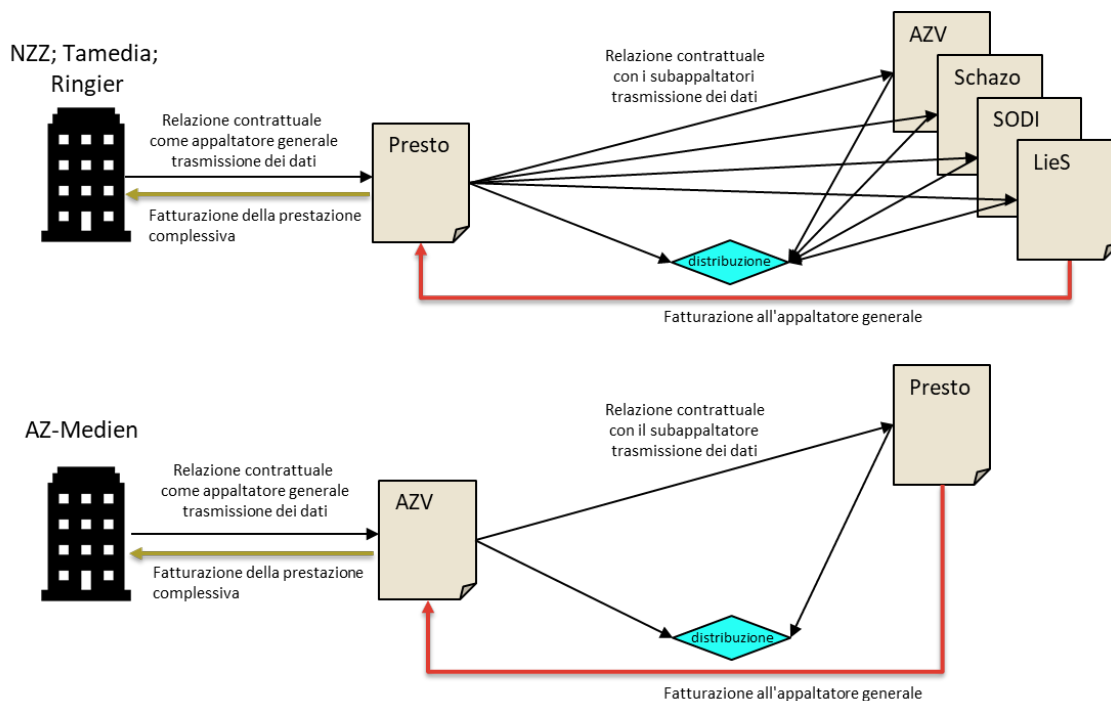 NZZ; Tamedia;
Ringier
Relazione contrattuale
come appaltatore generale
trasmissione dei dati
Fatturazione della prestazione
complessiva
Presto
Relazione contrattuale
con i subappaltatori
trasmissione dei dati
AZV
Schazo
SODI
LieS
distribuzione
Fatturazione all'appaltatore generale
AZ-Medien
Relazione contrattuale
come appaltatore generale
trasmissione dei dati
Fatturazione della prestazione
complessiva
AZV
Relazione contrattuale
con il subappaltatore
trasmissione dei dati
Presto
distribuzione
Fatturazione all'appaltatore generale